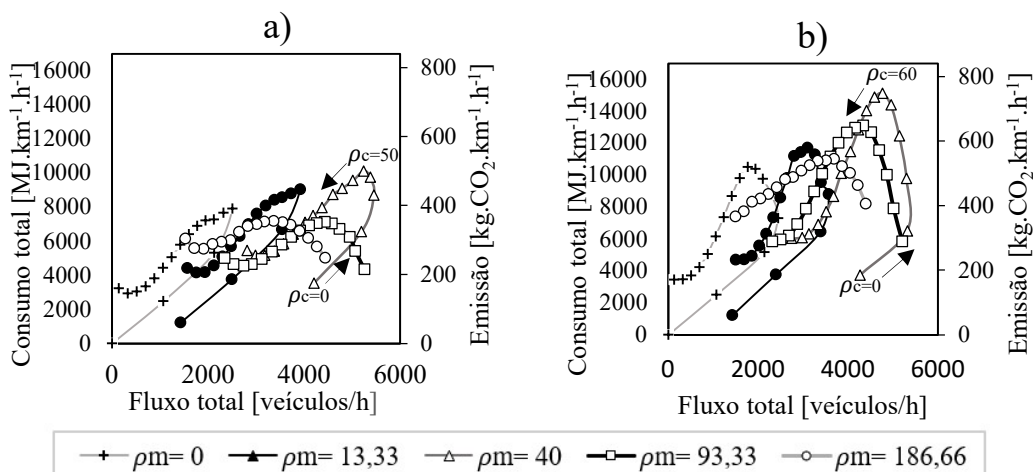 a)
b)
Consumo total [MJ.km-1.h-1]
16000
14000
12000
10000
8000
6000
4000
2000
0
800
600
400
200
0
Emissão [kg.CO2.km-1.h-1]
ρc=50
ρc=0
0 2000 4000 6000
Fluxo total [veículos/h]
Consumo total [MJ.km-1.h-1]
16000
14000
12000
10000
8000
6000
4000
2000
0
800
600
400
200
0
Emissão [kg.CO2.km-1.h-1]
ρc=60
ρc=0
0 2000 4000 6000
Fluxo total [veículos/h]
ρm= 0 ρm= 13,33 ρm= 40 ρm= 93,33 ρm= 186,66